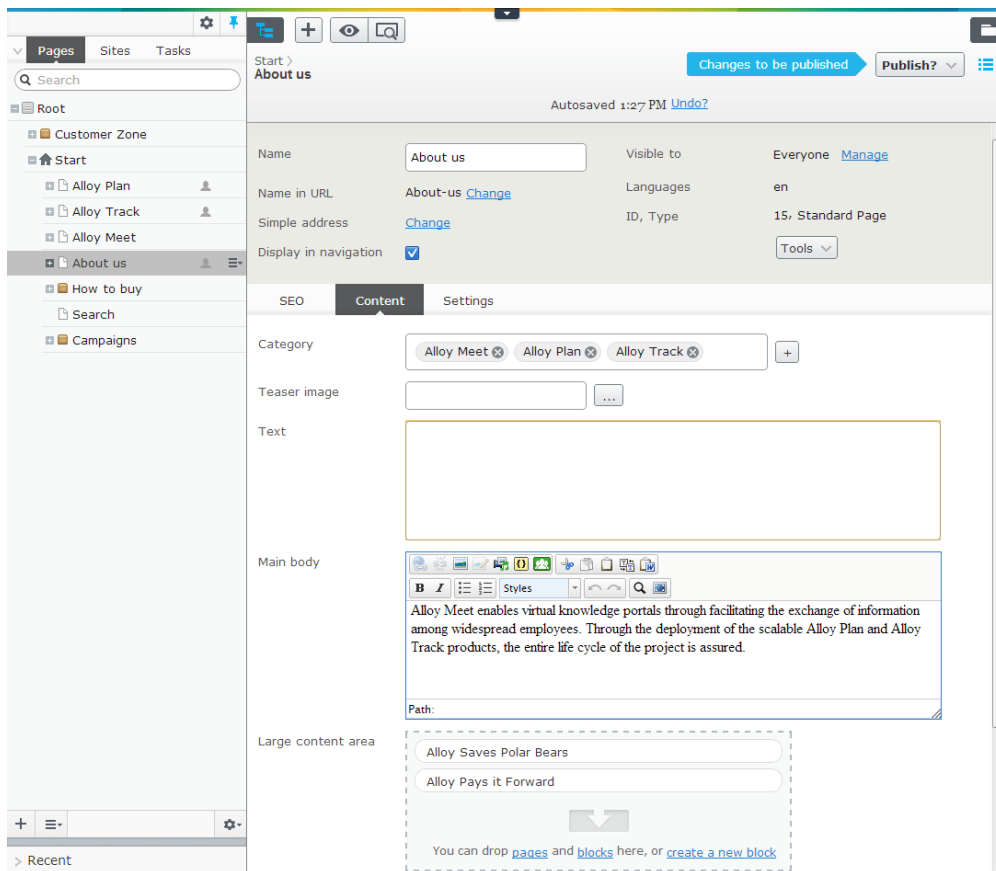 Pages Sites Tasks
Search
Root
Customer Zone
Start
Alloy Plan
Alloy Track
Alloy Meet
About us
How to buy
Search
Campaigns
Recent
Start
About us
Changes to be published
Publish?
Autosaved 1:27 PM Undo?
Name About us
Name in URL About-us Change
Simple address Change
Display in navigation
Visible to Everyone Manage
Languages en
ID, Type 15, Standard Page
Tools
SEO Content Settings
Category Alloy Meet Alloy Plan Alloy Track
Teaser image ...
Text
Main body
B I Styles
Alloy Meet enables virtual knowledge portals through facilitating the exchange of information
among widespread employees. Through the deployment of the scalable Alloy Plan and Alloy
Track products, the entire life cycle of the project is assured.
Path:
Large content area
Alloy Saves Polar Bears
Alloy Pays it Forward
You can drop pages and blocks here, or create a new block